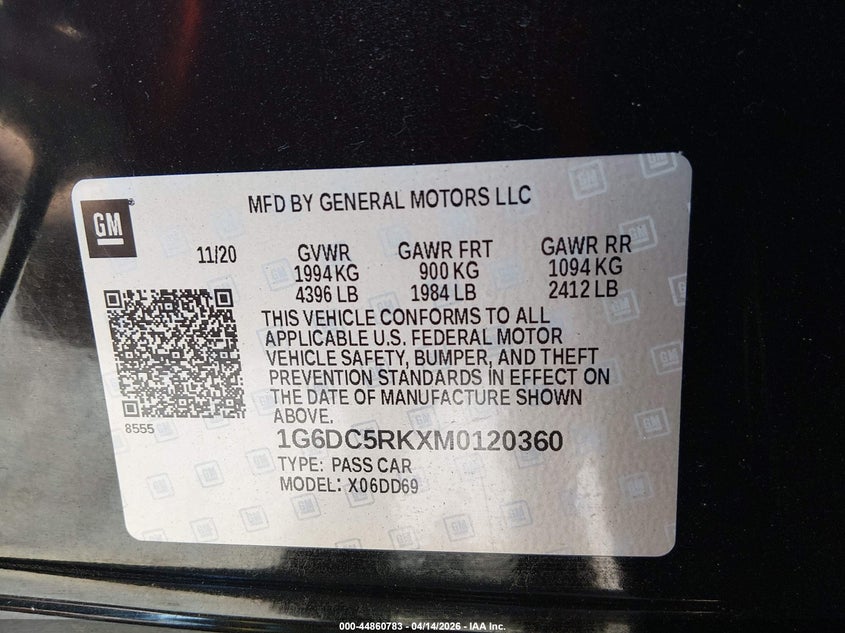 GM
MFD BY GENERAL MOTORS LLC
11/20 GVWR GAWR FRT GAWR RR
1994 KG 900 KG 1094 KG
4396 LB 1984 LB 2412 LB
THIS VEHICLE CONFORMS TO ALL
APPLICABLE U.S. FEDERAL MOTOR
VEHICLE SAFETY, BUMPER, AND THEFT
PREVENTION STANDARDS IN EFFECT ON
THE DATE OF MANUFACTURE SHOWN
ABOVE.
8555
1G6DC5RKXM0120360
TYPE: PASS CAR
MODEL: X06DD69
000-44860783 - 04/14/2026 - IAA Inc.